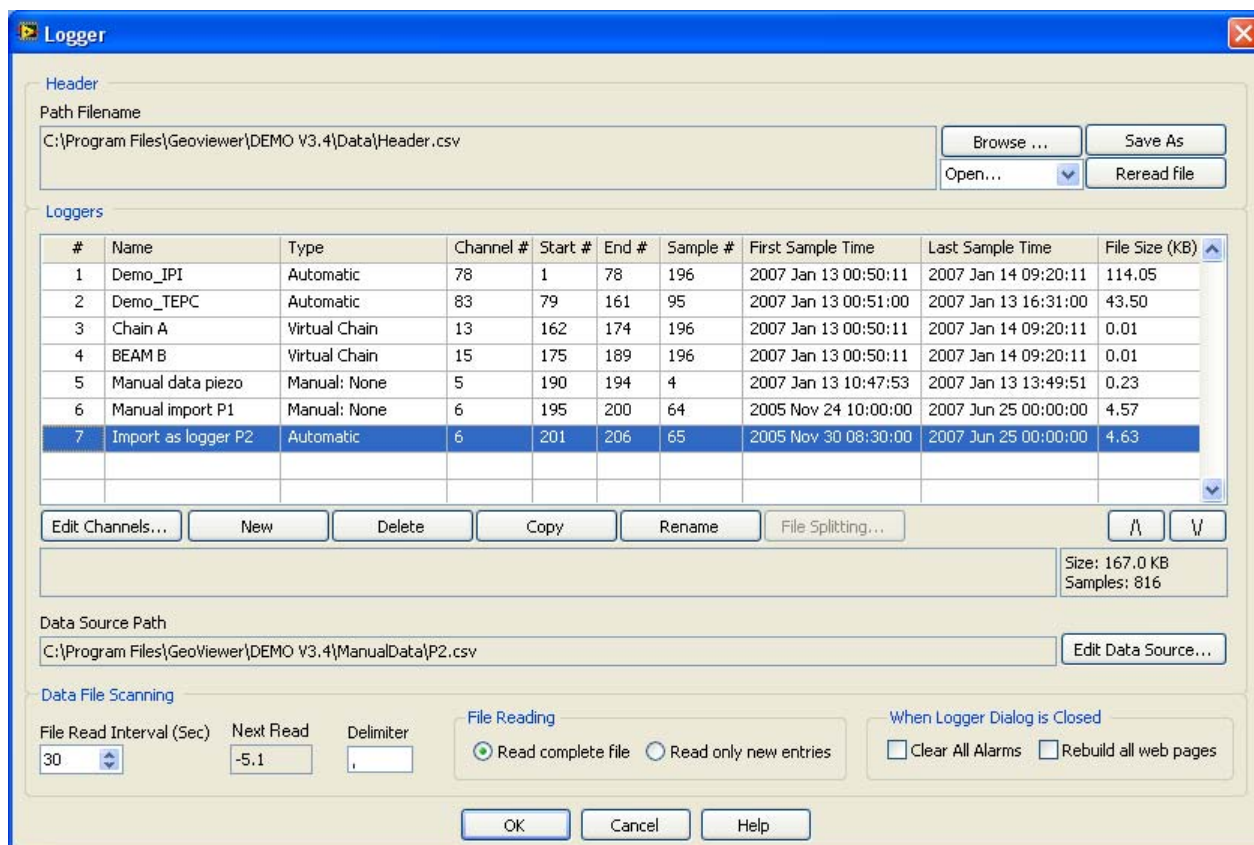 Logger
Header
Path Filename
C:\Program Files\Geoviewer\DEMO V3.4\Data\Header.csv
Browse ... Save As
Open... Reread file
Loggers
# Name Type Channel # Start # End # Sample # First Sample Time Last Sample Time File Size (KB)
1 Demo_IPI Automatic 78 1 78 196 2007 Jan 13 00:50:11 2007 Jan 14 09:20:11 114.05
2 Demo_TEPC Automatic 83 79 161 95 2007 Jan 13 00:51:00 2007 Jan 13 16:31:00 43.50
3 Chain A Virtual Chain 13 162 174 196 2007 Jan 13 00:50:11 2007 Jan 14 09:20:11 0.01
4 BEAM B Virtual Chain 15 175 189 196 2007 Jan 13 00:50:11 2007 Jan 14 09:20:11 0.01
5 Manual data piezo Manual: None 5 190 194 4 2007 Jan 13 10:47:53 2007 Jan 13 13:49:51 0.23
6 Manual import P1 Manual: None 6 195 200 64 2005 Nov 24 10:00:00 2007 Jun 25 00:00:00 4.57
7 Import as logger P2 Automatic 6 201 206 65 2005 Nov 30 08:30:00 2007 Jun 25 00:00:00 4.63
Edit Channels... New Delete Copy Rename File Splitting... /\ \/
Size: 167.0 KB
Samples: 816
Data Source Path
C:\Program Files\GeoViewer\DEMO V3.4\ManualData\P2.csv Edit Data Source...
Data File Scanning
File Read Interval (Sec) Next Read Delimiter
30 -5.1 ,
File Reading
Read complete file Read only new entries
When Logger Dialog is Closed
Clear All Alarms Rebuild all web pages
OK Cancel Help